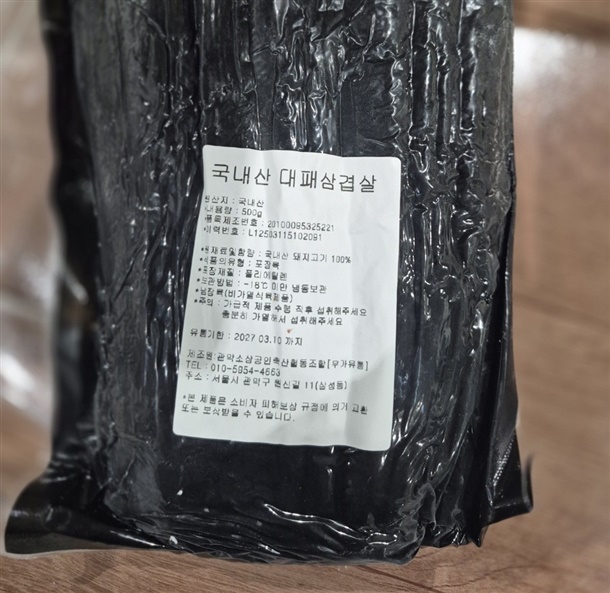 국내산 대패삼겹살
원산지 : 국내산
내용량 : 500g
품목제조번호 : 20100095325221
이력번호 : L12503115102091
*원재료및함량 : 국내산 돼지고기 100%
*식품의유형 : 포장육
*포장재질 : 폴리에틸렌
*보관방법 : -18℃이만 냉동보관
*포장육(비가열식육제품)
*주의 : 가급적 제품 수령 직후 섭취해주세요
충분히 가열해서 섭취해주세요
유통기한 : 2027 03.10 까지
제조원:관악소상공인축산협동조합[우가유통]
TEL : 010-5954-4653
주소 : 서울시 관악구 원신길 11(삼성동)
*본 제품은 소비자 피해보상 규정에 의거 교환
또는 보상받을 수 있습니다.